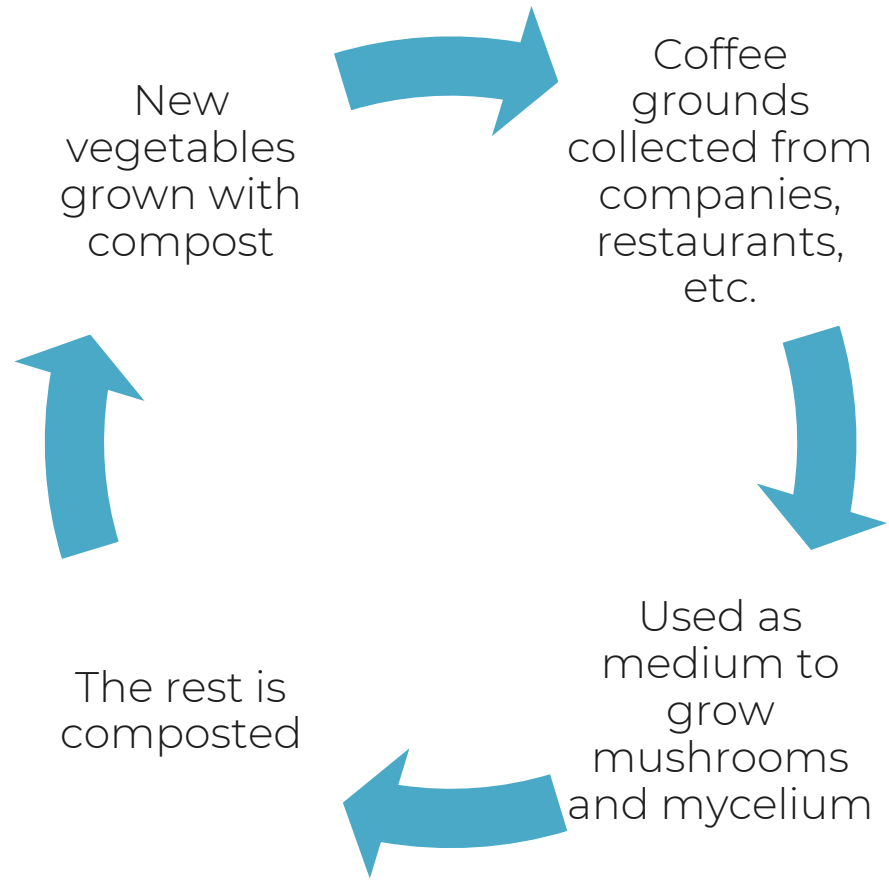 New
vegetables
grown with
compost
Coffee
grounds
collected from
companies,
restaurants,
etc.
Used as
medium to
grow
mushrooms
and mycelium
The rest is
composted